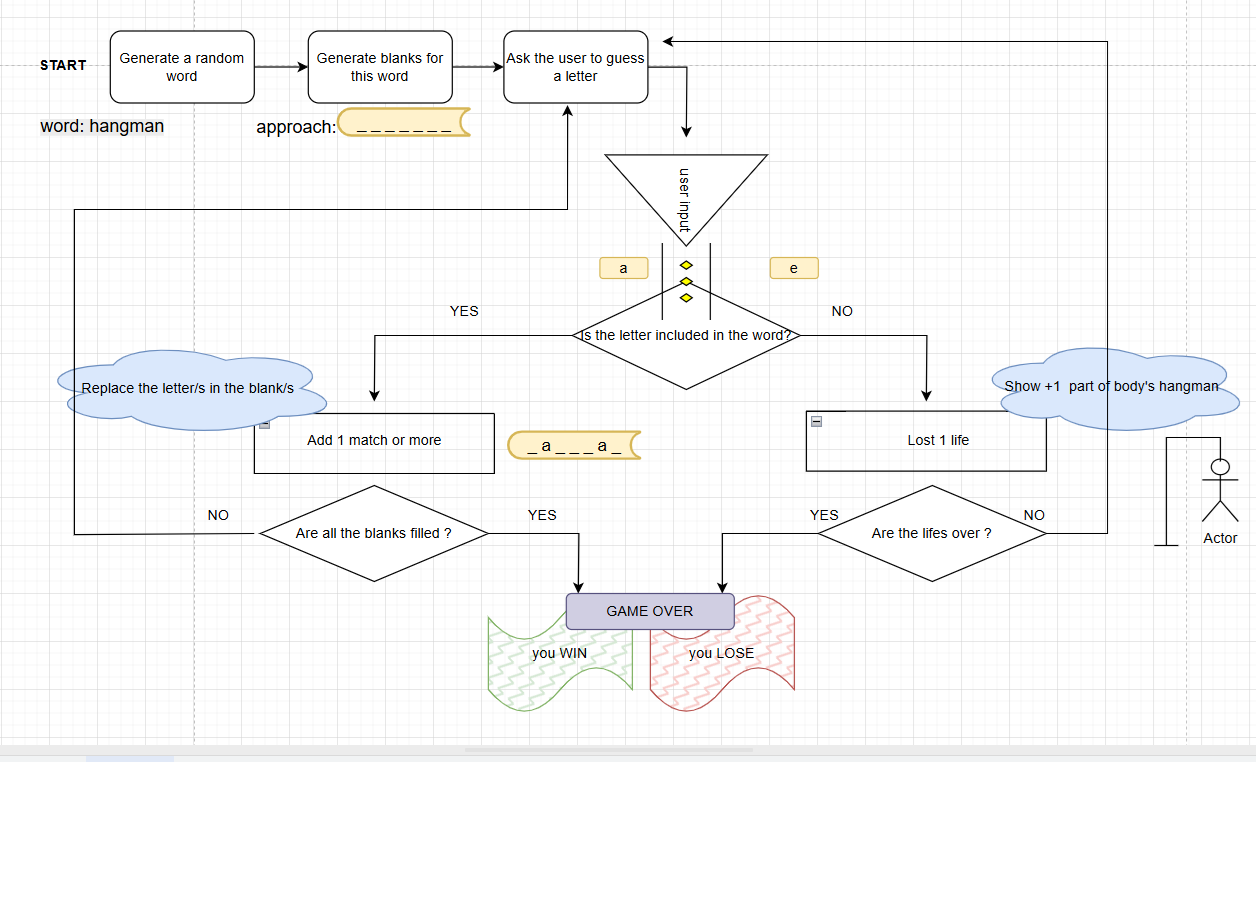 START
Generate a random
word
Generate blanks for
this word
Ask the user to guess
a letter
word: hangman
approach:
_ _ _ _ _ _ _
user input
a
e
YES
NO
Is the letter included in the word?
Replace the letter/s in the blank/s
Show +1 part of body's hangman
Add 1 match or more
_ a _ _ _ a _
Lost 1 life
NO
YES
YES
NO
Are all the blanks filled ?
Are the lifes over ?
Actor
GAME OVER
you WIN
you LOSE